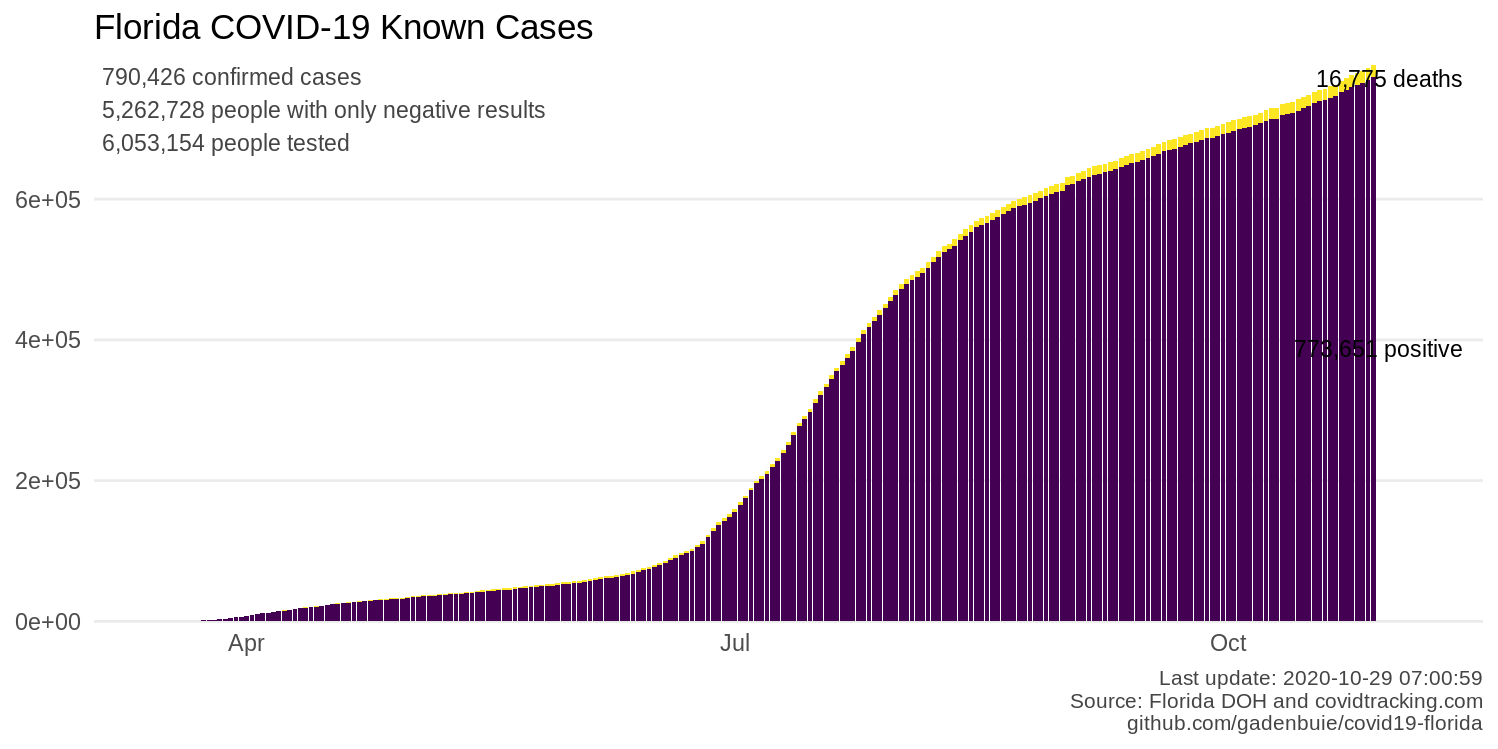 Florida COVID-19 Known Cases
790,426 confirmed cases
5,262,728 people with only negative results
6,053,154 people tested
16,775 deaths
6e+05
4e+05
773,651 positive
2e+05
0e+00
Apr Jul Oct
Last update: 2020-10-29 07:00:59
Source: Florida DOH and covidtracking.com
github.com/gadenbuie/covid19-florida